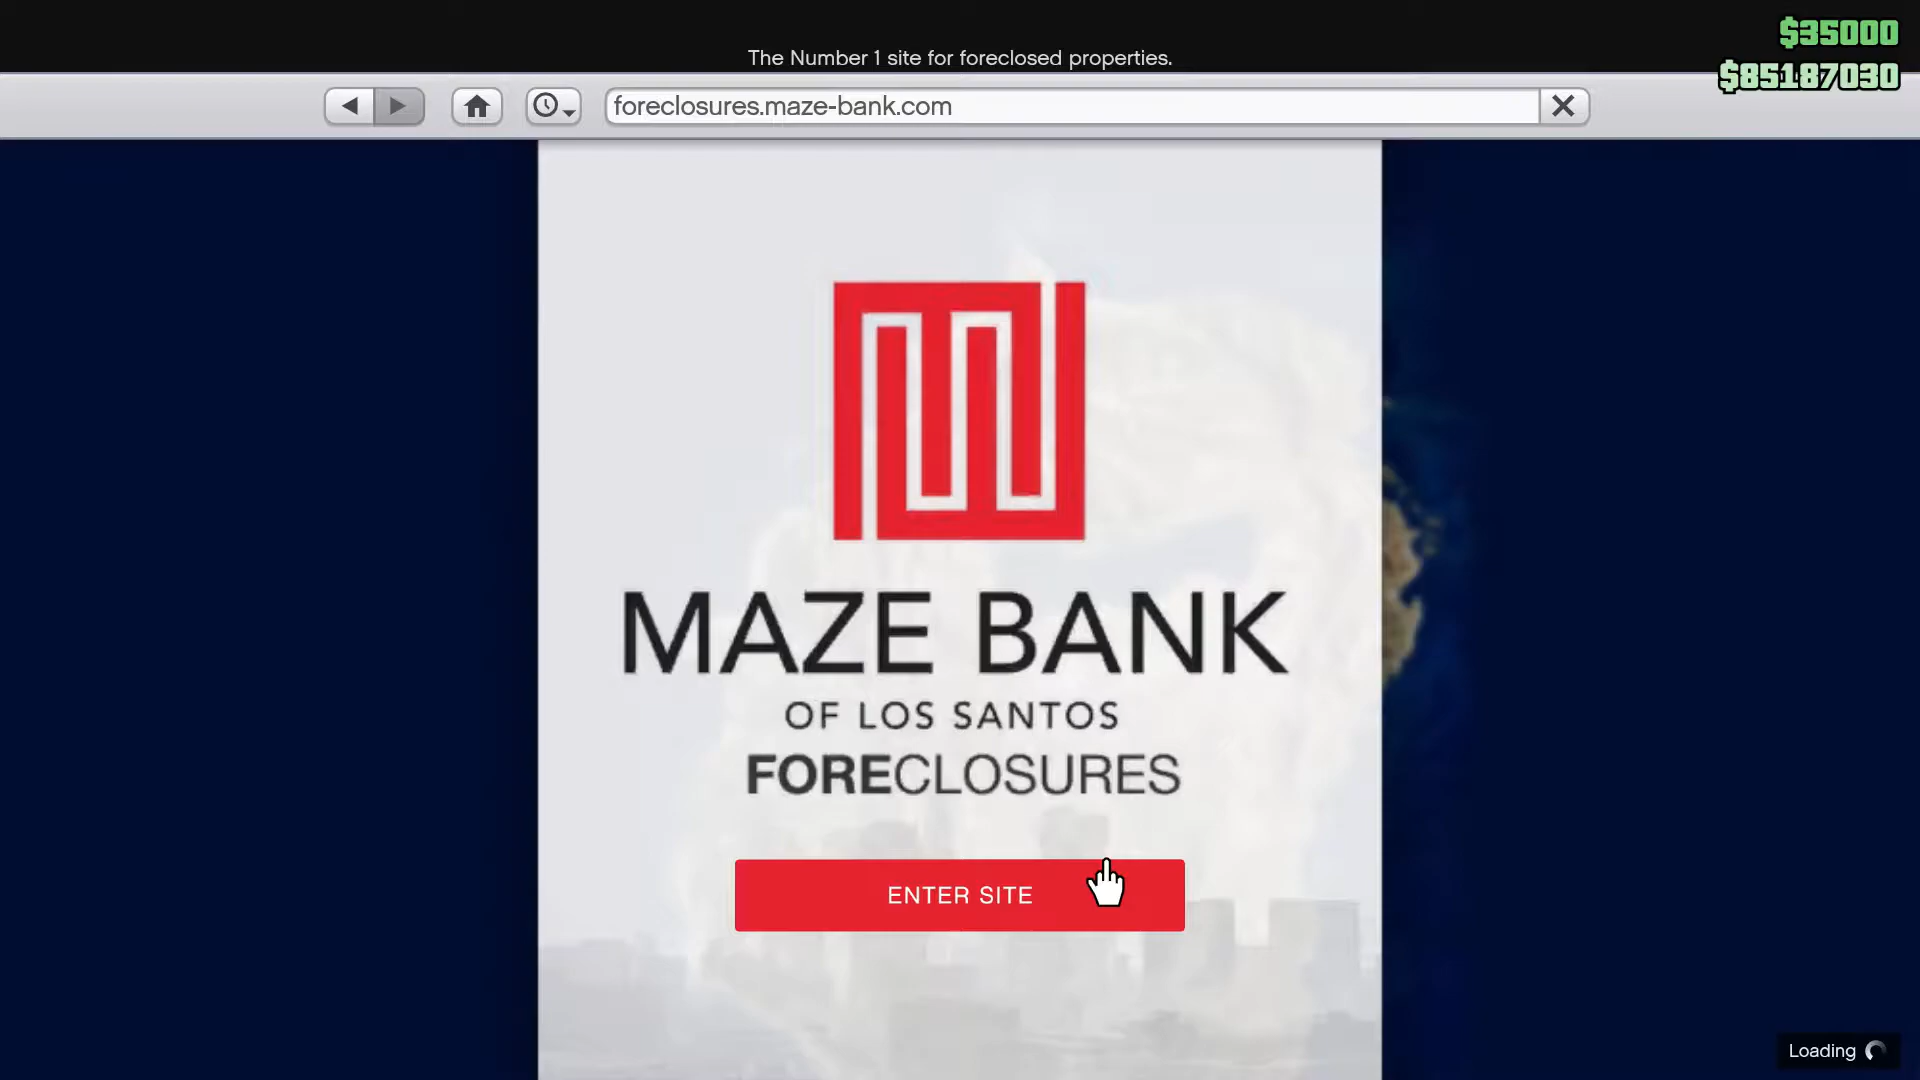 $35000
The Number 1 site for foreclosed properties.
$85187030
foreclosures.maze-bank.com
MAZE BANK
OF LOS SANTOS
FORECLOSURES
ENTER SITE
Loading